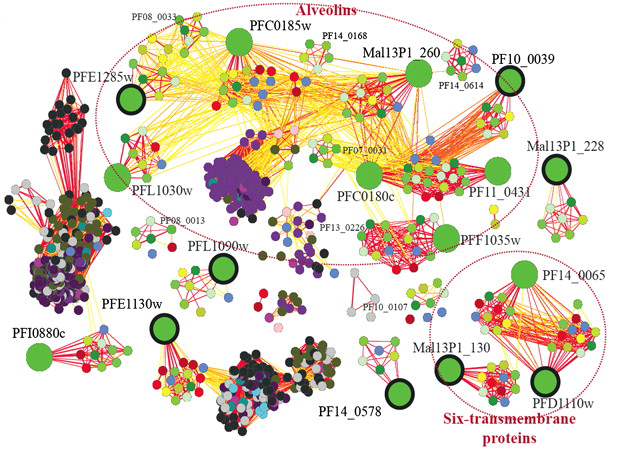 Alveolins
PF08_0033
PFC0185w
PF14_0168
Mal13P1_260
PF10_0039
PFE1285w
PF14_0614
Mal13P1_228
PF07_0031
PFL1030w
PFC0180c
PF11_0431
PF08_0013
PF13_0226
PFF1035w
PFL1090w
PF14_0065
PFE1130w
PF10_0107
PFI0880c
Mal13P1_130
PF14_0578
PFD1110w
Six-transmembrane
proteins